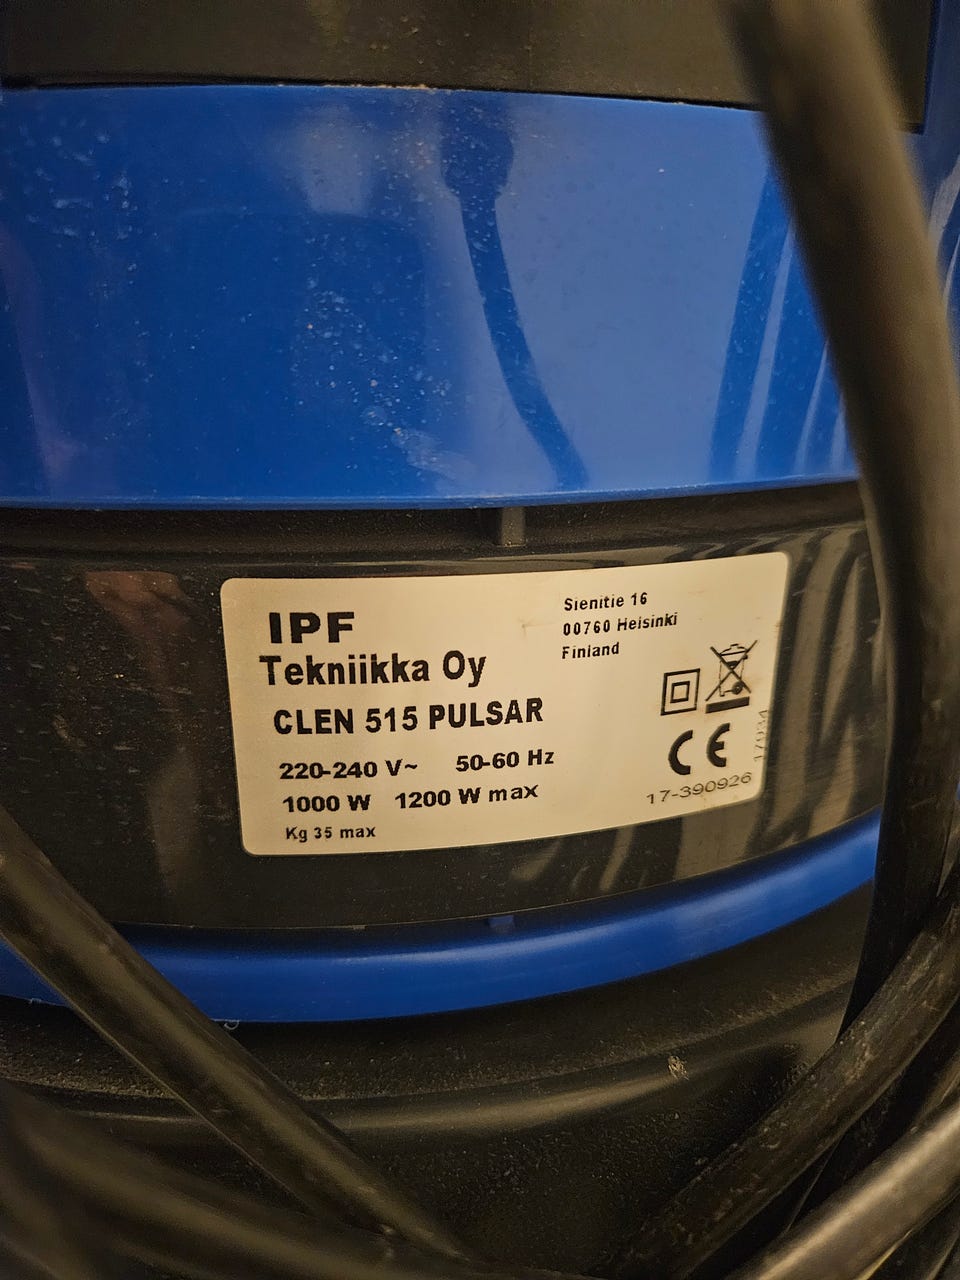 IPF
Tekniikka Oy
CLEN 515 PULSAR
220-240 V~ 50-60 Hz
1000 W 1200 W max
Kg 35 max
Sienitie 16
00760 Helsinki
Finland
CE
17-390926